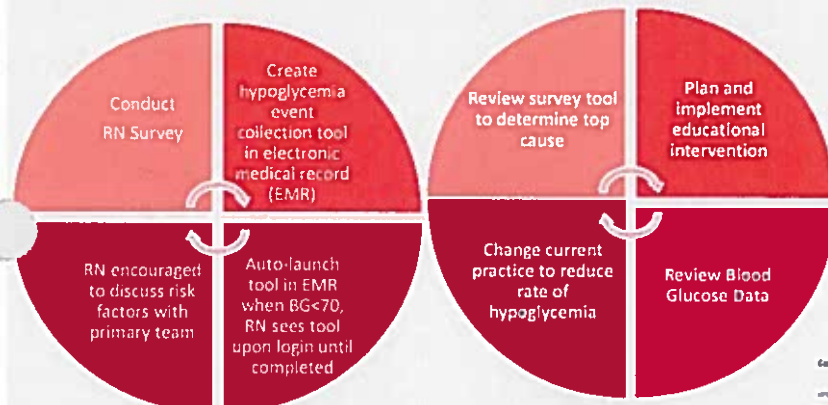 Conduct
RN Survey
Create
hypoglycemia
event
collection tool
in electronic
medical record
(EMR)
RN encouraged
to discuss risk
factors with
primary team
Auto-launch
tool in EMR
when BG<70,
RN sees tool
upon login until
completed
Review survey tool
to determine top
cause
Plan and
implement
educational
intervention
Change current
practice to reduce
rate of
hypoglycemia
Review Blood
Glucose Data